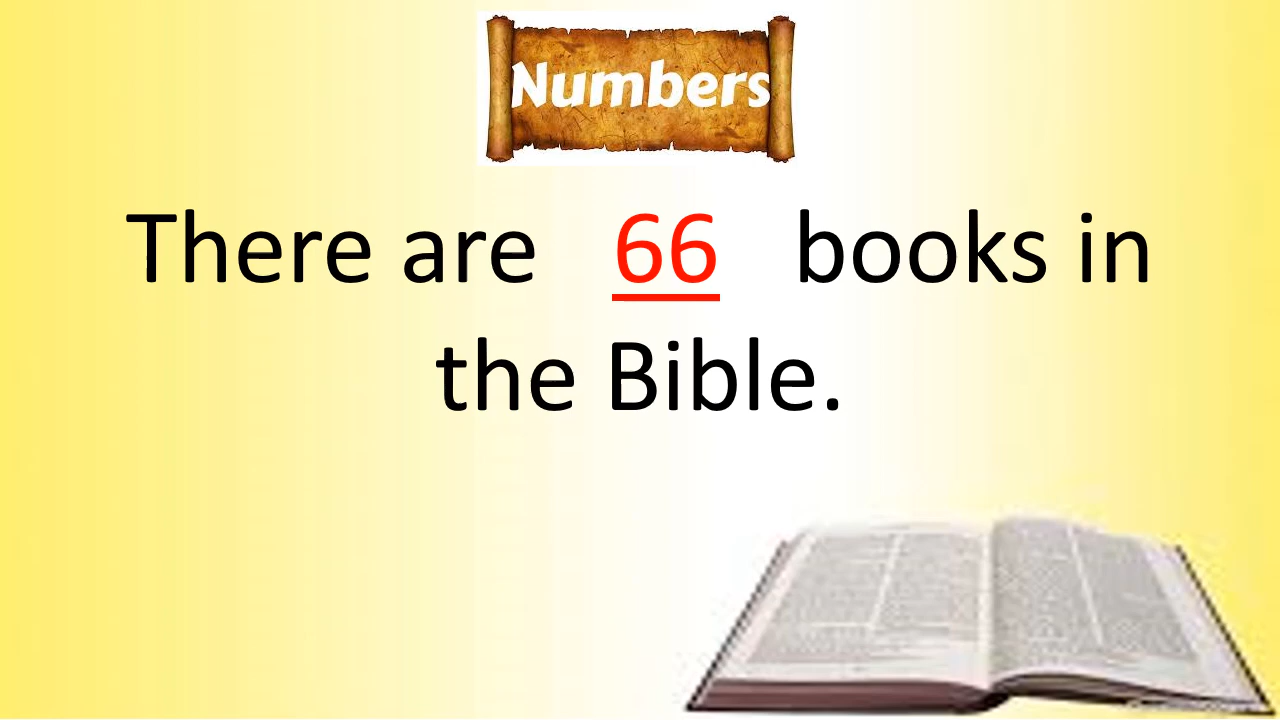 Numbers
There are 66 books in
the Bible.